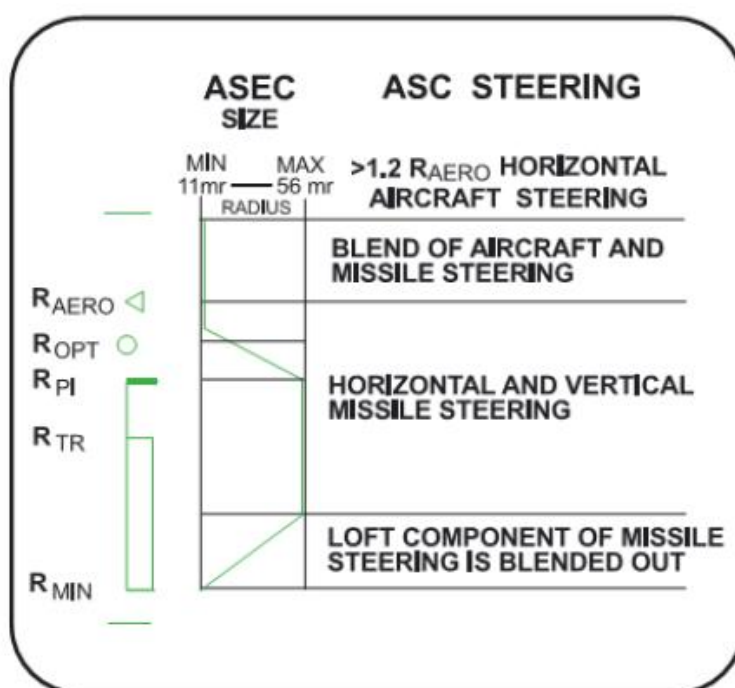 ASEC
SIZE
ASC STEERING
MIN
11mr
MAX
56 mr
RADIUS
>1.2 RAERO HORIZONTAL
AIRCRAFT STEERING
BLEND OF AIRCRAFT AND
MISSILE STEERING
RAERO
ROPT
RPI
RTR
HORIZONTAL AND VERTICAL
MISSILE STEERING
LOFT COMPONENT OF MISSILE
STEERING IS BLENDED OUT
RMIN